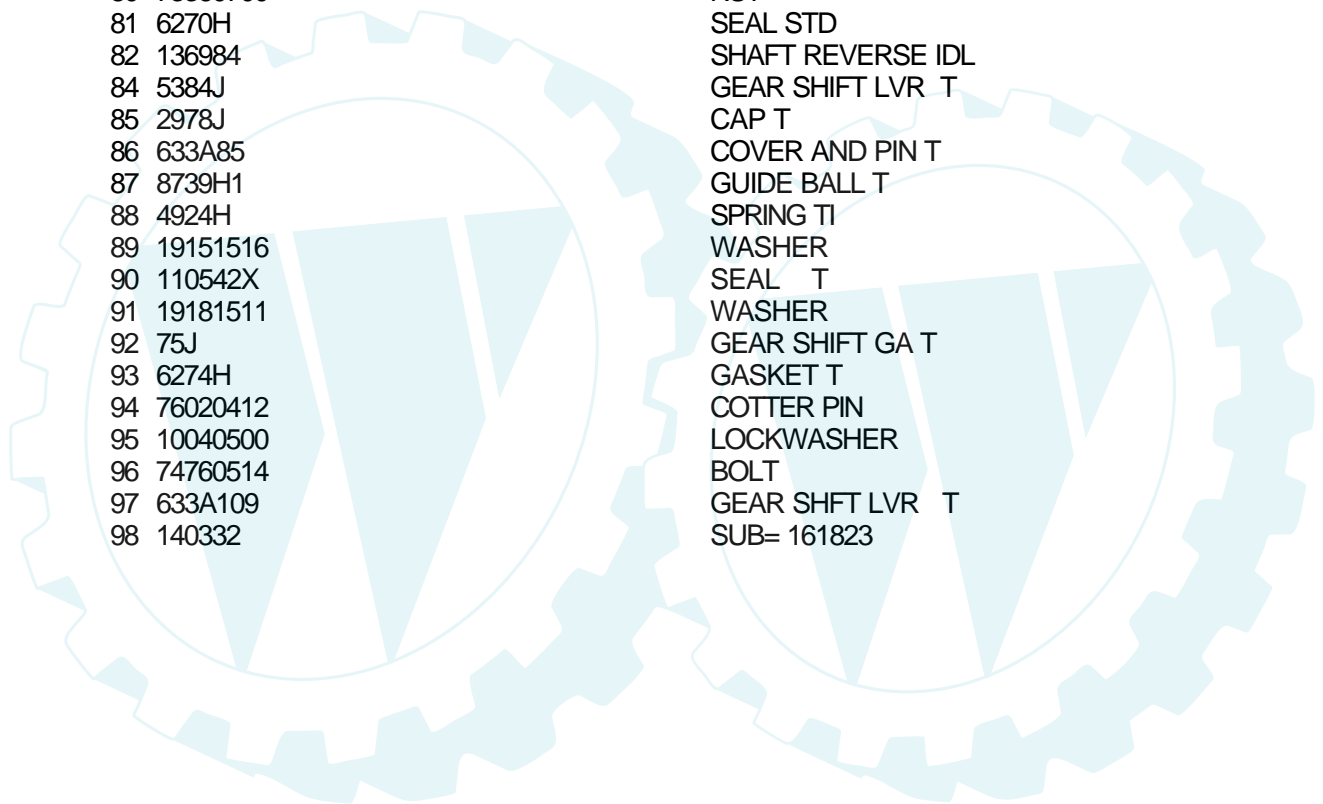 81 6270H SEAL STD
82 136984 SHAFT REVERSE IDL
84 5384J GEAR SHIFT LVR T
85 2978J CAP T
86 633A85 COVER AND PIN T
87 8739H1 GUIDE BALL T
88 4924H SPRING TI
89 19151516 WASHER
90 110542X SEAL T
91 19181511 WASHER
92 75J GEAR SHIFT GA T
93 6274H GASKET T
94 76020412 COTTER PIN
95 10040500 LOCKWASHER
96 74760514 BOLT
97 633A109 GEAR SHFT LVR T
98 140332 SUB= 161823